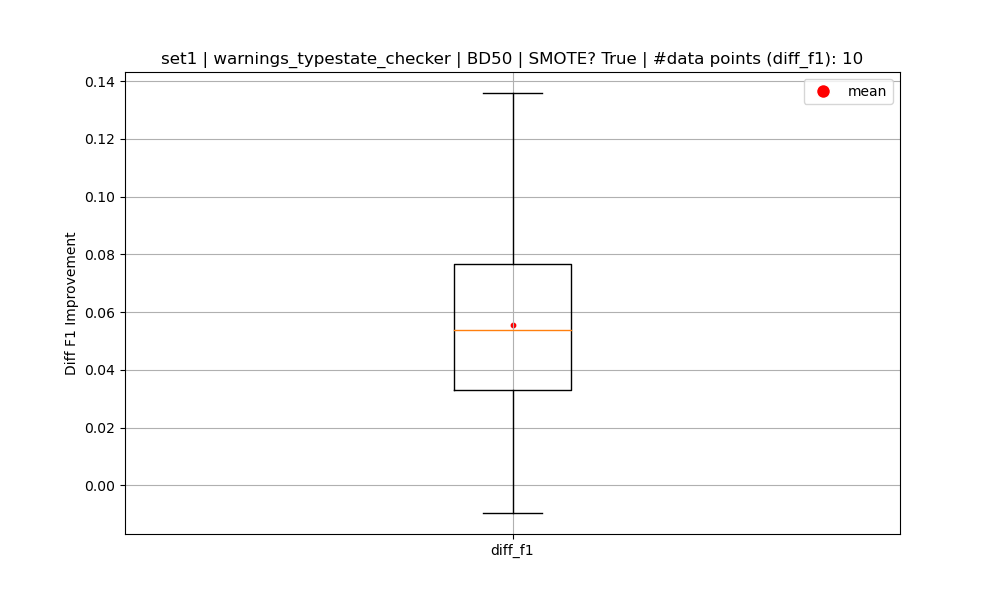 set1 | warnings_typestate_checker | BD50 | SMOTE? True | #data points (diff_f1): 10
mean
Diff F1 Improvement
0.14
0.12
0.10
0.08
0.06
0.04
0.02
0.00
diff_f1